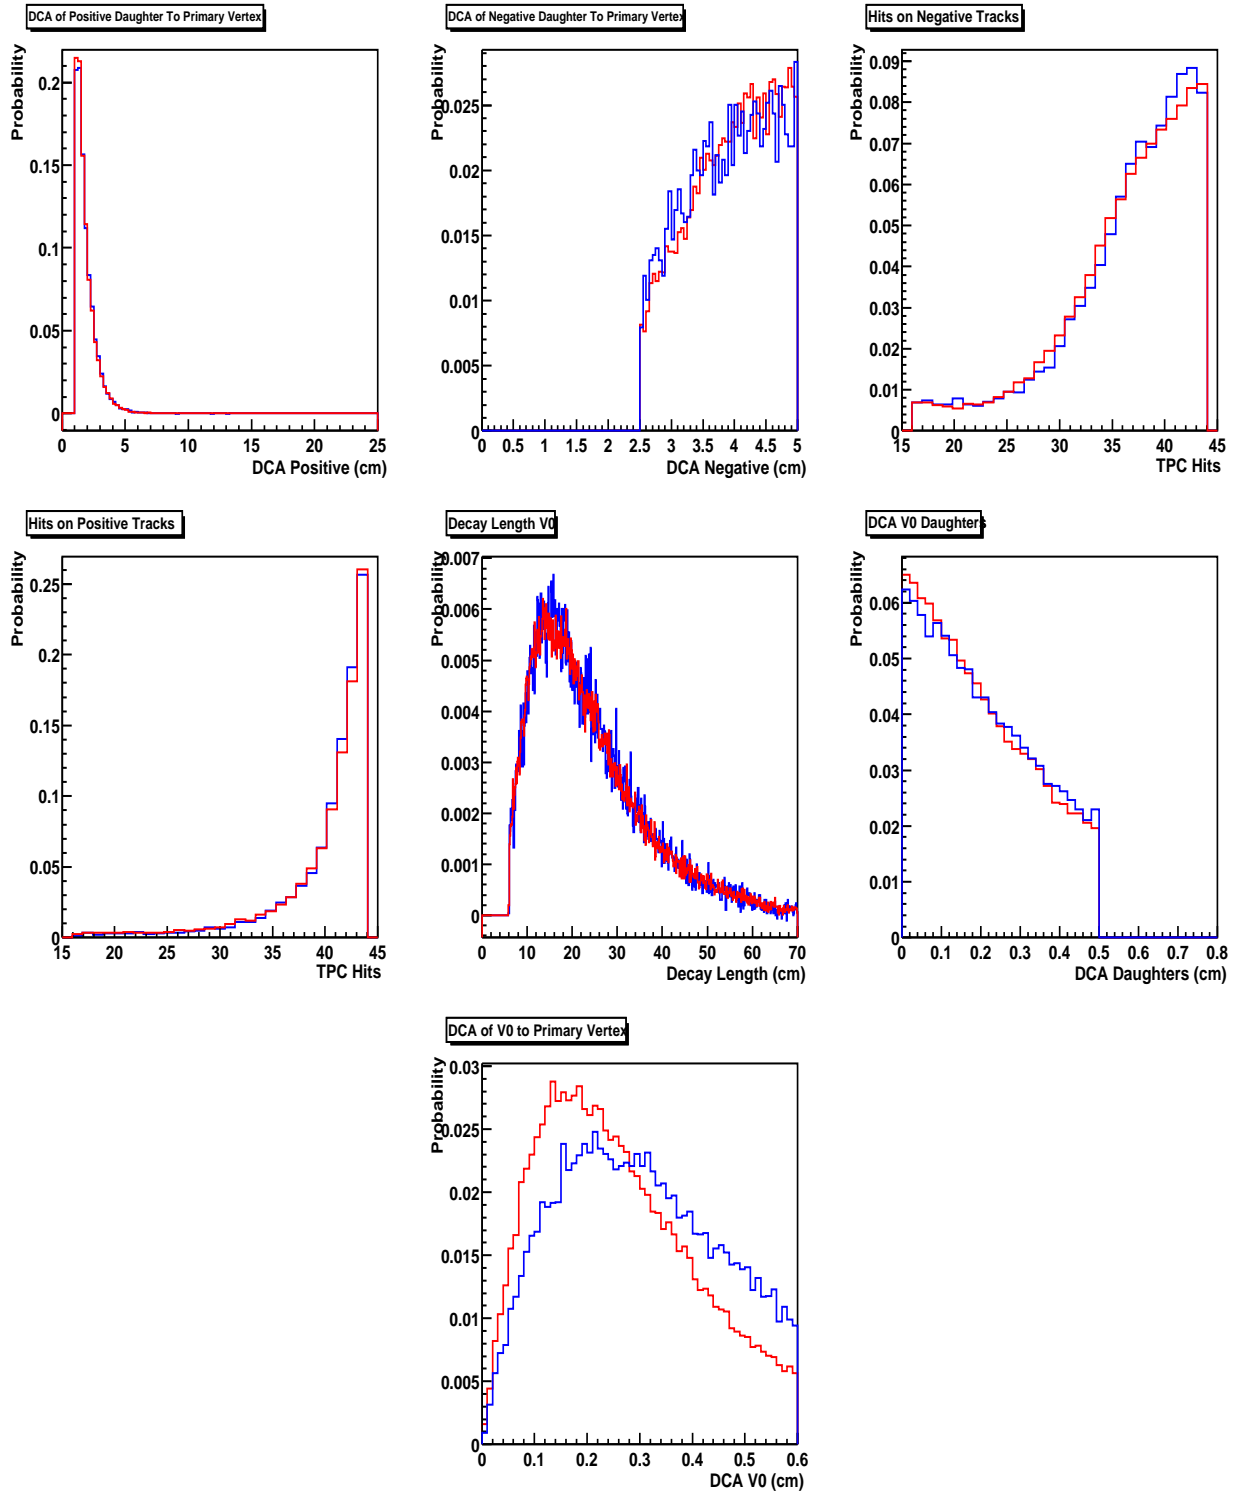 DCA of Positive Daughter To Primary Vertex
Probability
0.2
0.15
0.1
0.05
0
0 5 10 15 20 25
DCA Positive (cm)
DCA of Negative Daughter To Primary Vertex
Probability
0.025
0.02
0.015
0.01
0.005
0
0 0.5 1 1.5 2 2.5 3 3.5 4 4.5 5
DCA Negative (cm)
Hits on Negative Tracks
Probability
0.09
0.08
0.07
0.06
0.05
0.04
0.03
0.02
0.01
0
15 20 25 30 35 40 45
TPC Hits
Hits on Positive Tracks
Probability
0.25
0.2
0.15
0.1
0.05
0
15 20 25 30 35 40 45
TPC Hits
Decay Length V0
Probability
0.007
0.006
0.005
0.004
0.003
0.002
0.001
0
0 10 20 30 40 50 60 70
Decay Length (cm)
DCA V0 Daughters
Probability
0.06
0.05
0.04
0.03
0.02
0.01
0
0 0.1 0.2 0.3 0.4 0.5 0.6 0.7 0.8
DCA Daughters (cm)
DCA of V0 to Primary Vertex
Probability
0.03
0.025
0.02
0.015
0.01
0.005
0
0 0.1 0.2 0.3 0.4 0.5 0.6
DCA V0 (cm)